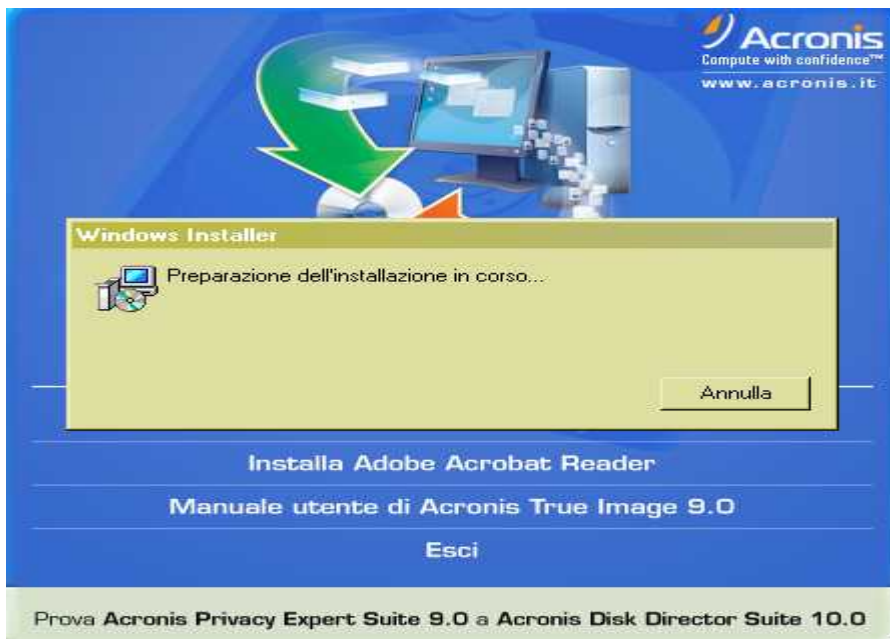 Acronis
Compute with confidence™
www.acronis.it
Windows Installer
Preparazione dell'installazione in corso...
Annulla
Installa Adobe Acrobat Reader
Manuale utente di Acronis True Image 9.0
Esci
Prova Acronis Privacy Expert Suite 9.0 a Acronis Disk Director Suite 10.0